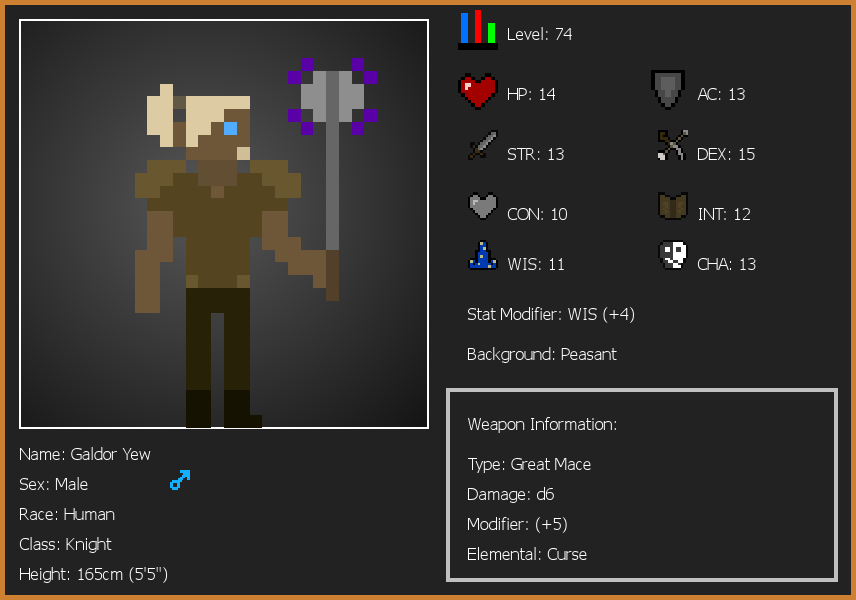 Level: 74
HP: 14
AC: 13
STR: 13
DEX: 15
CON: 10
INT: 12
WIS: 11
CHA: 13
Stat Modifier: WIS (+4)
Background: Peasant
Weapon Information:
Type: Great Mace
Damage: d6
Modifier: (+5)
Elemental: Curse
Name: Galdor Yew
Sex: Male
Race: Human
Class: Knight
Height: 165cm (5'5")